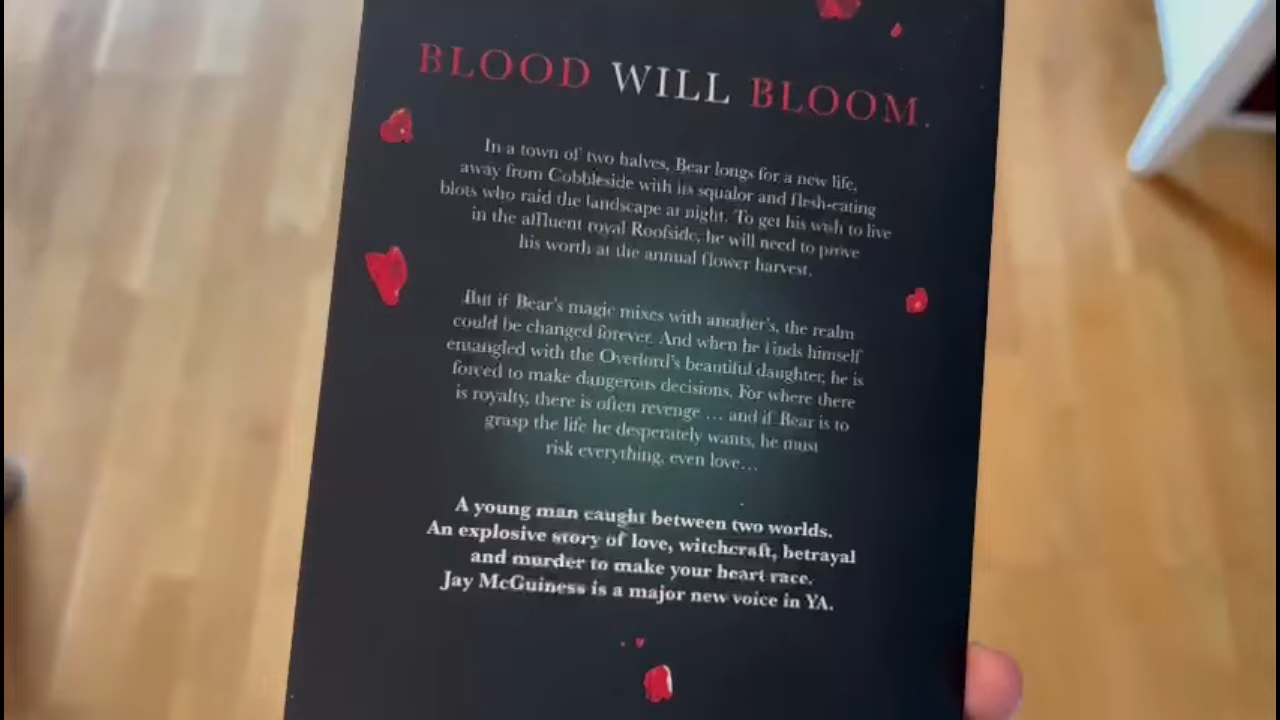 BLOOD WILL BLOOM.
In a town of two halves, Bear longs for a new life,
away from Cobbleside with its squalor and flesh-eating
blots who raid the landscape at night. To get his wish to live
in the affluent royal Roofside, he will need to prove
his worth at the annual flower harvest.
But if Bear's magic mixes with another's, the realm
could be changed forever. And when he finds himself
entangled with the Overlord's beautiful daughter, he is
forced to make dangerous decisions. For where there
is royalty, there is often revenge … and if Bear is to
grasp the life he desperately wants, he must
risk everything, even love…
A young man caught between two worlds.
An explosive story of love, witchcraft, betrayal
and murder to make your heart race.
Jay McGuiness is a major new voice in YA.